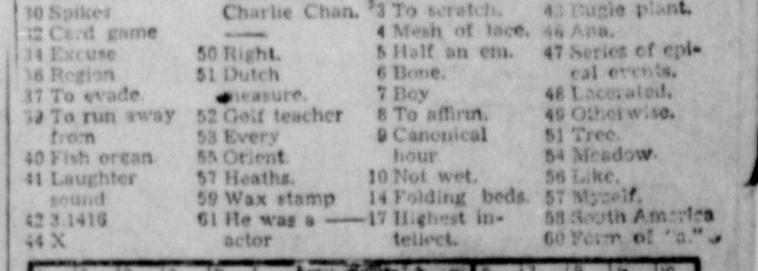 30 Spikes
32 Card game
34 Excuse
36 Region
37 To evade.
39 To run away
from
40 Fish organ
41 Laughter
sound
42 3.1416
44 X
Charlie Chan.
——
50 Right.
51 Dutch
measure.
52 Golf teacher
53 Every
55 Orient.
57 Heaths.
59 Wax stamp
61 He was a ——
actor
3 To scratch.
4 Mesh of lace.
5 Half an em.
6 Bone.
7 Boy
8 To affirm.
9 Canonical
hour
10 Not wet.
14 Folding beds.
17 Highest in-
tellect.
43 Bugle plant.
46 Ana.
47 Series of epi-
cal events.
48 Lacerated.
49 Otherwise.
51 Tree.
54 Meadow.
56 Like.
57 Myself.
58 South America
60 Form of "a."